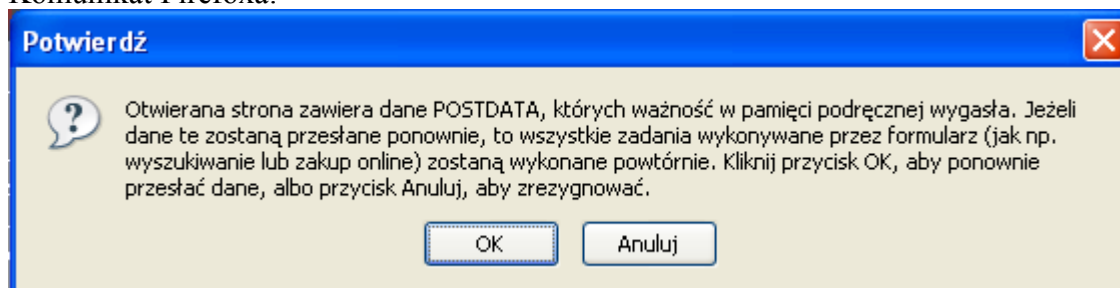 Komunikat Firefoxa:
Potwierdź
Otwierana strona zawiera dane POSTDATA, których ważność w pamięci podręcznej wygasła. Jeżeli
dane te zostaną przesłane ponownie, to wszystkie zadania wykonywane przez formularz (jak np.
wyszukiwanie lub zakup online) zostaną wykonane powtórnie. Kliknij przycisk OK, aby ponownie
przesłać dane, albo przycisk Anuluj, aby zrezygnować.
OK
Anuluj